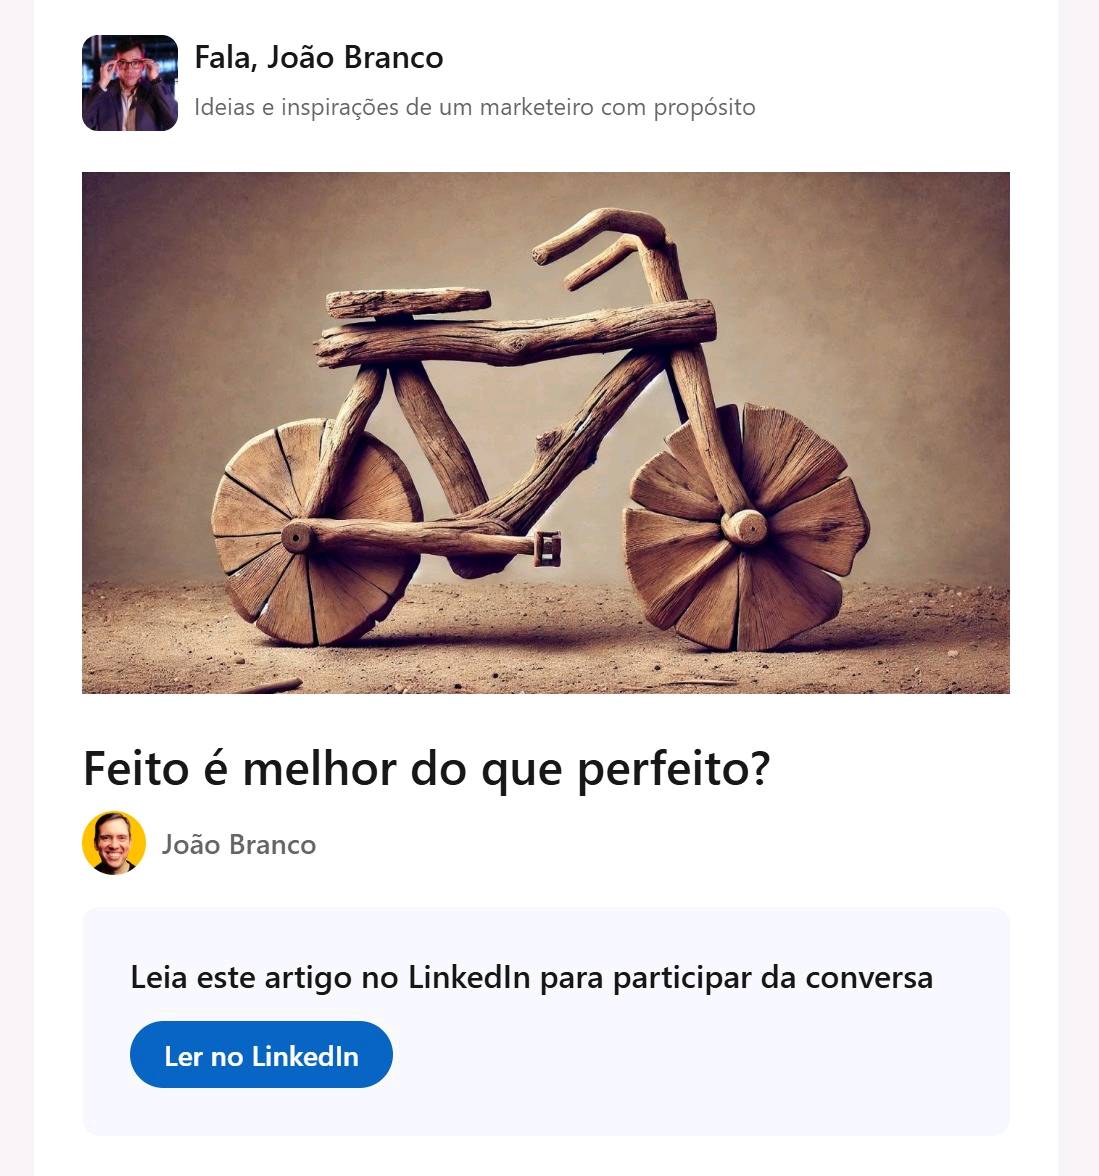 Fala, João Branco
Ideias e inspirações de um marketeiro com propósito
Feito é melhor do que perfeito?
João Branco
Leia este artigo no LinkedIn para participar da conversa
Ler no LinkedIn